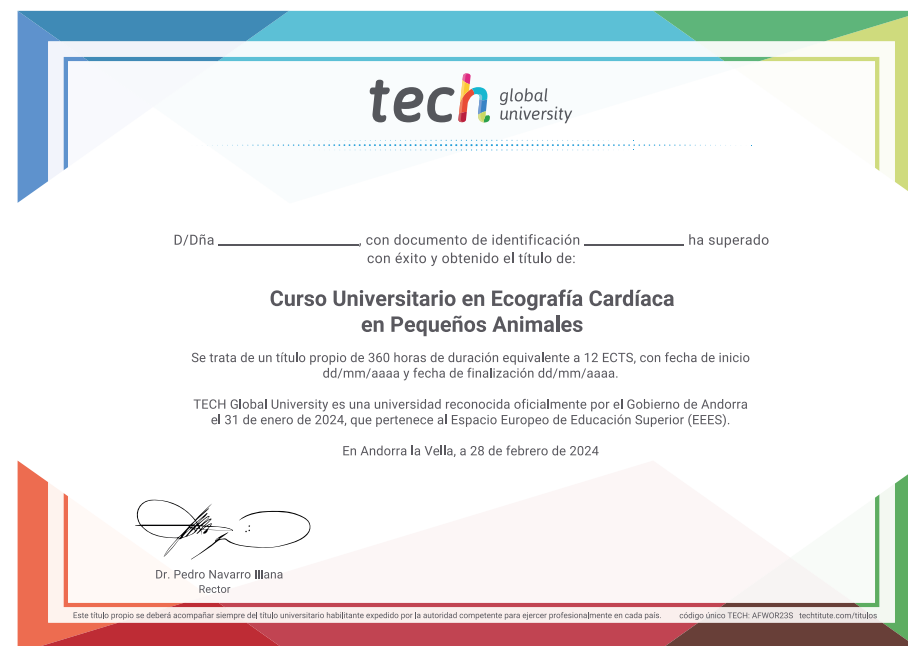 tech global university
D/Dña ____________________, con documento de identificación ______________ ha superado
con éxito y obtenido el título de:
Curso Universitario en Ecografía Cardíaca
en Pequeños Animales
Se trata de un título propio de 360 horas de duración equivalente a 12 ECTS, con fecha de inicio
dd/mm/aaaa y fecha de finalización dd/mm/aaaa.
TECH Global University es una universidad reconocida oficialmente por el Gobierno de Andorra
el 31 de enero de 2024, que pertenece al Espacio Europeo de Educación Superior (EEES).
En Andorra la Vella, a 28 de febrero de 2024
Dr. Pedro Navarro Illana
Rector
Este título propio se deberá acompañar siempre del título universitario habilitante expedido por la autoridad competente para ejercer profesionalmente en cada país. código único TECH: AFWOR23S techtitute.com/titulos